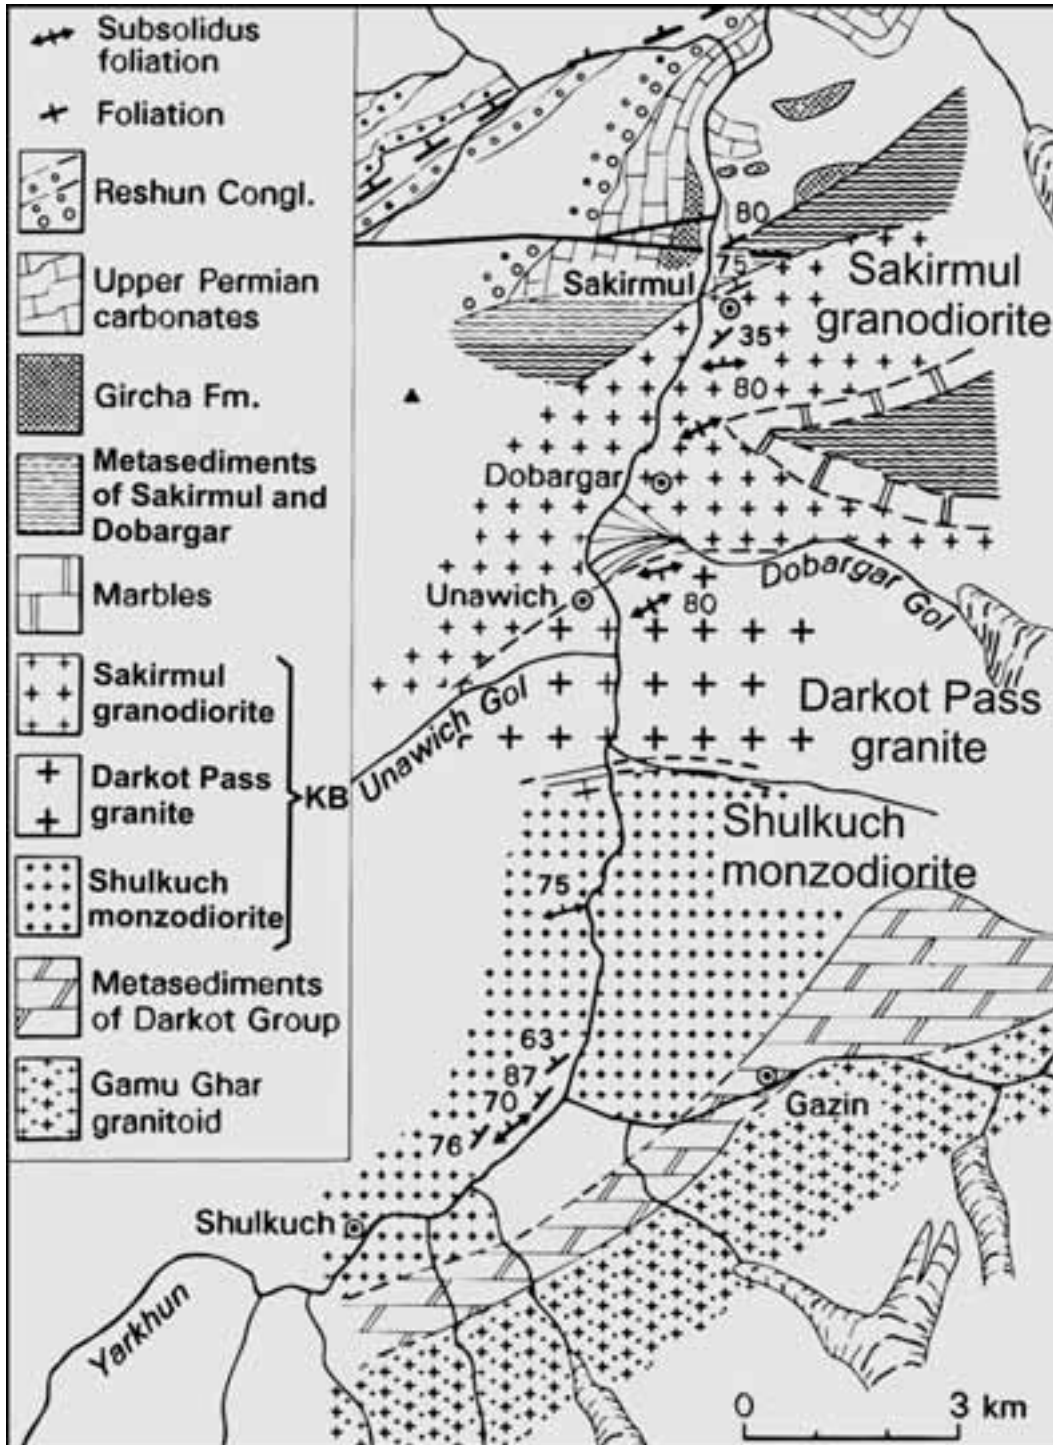 Subsolidus
foliation
Foliation
Reshun Congl.
Upper Permian
carbonates
Gircha Fm.
Metasediments
of Sakirmul and
Dobargar
Marbles
Sakirmul
granodiorite
Darkot Pass
granite
KB
Shulkuch
monzodiorite
Metasediments
of Darkot Group
Gamu Ghar
granitoid
80
75
Sakirmul
Sakirmul
granodiorite
35
80
Dobargar
Dobargar Gol
Unawich
80
Unawich Gol
Darkot Pass
granite
Shulkuch
monzodiorite
75
63
87
70
76
Gazin
Shulkuch
Yarkhun
0 3 km